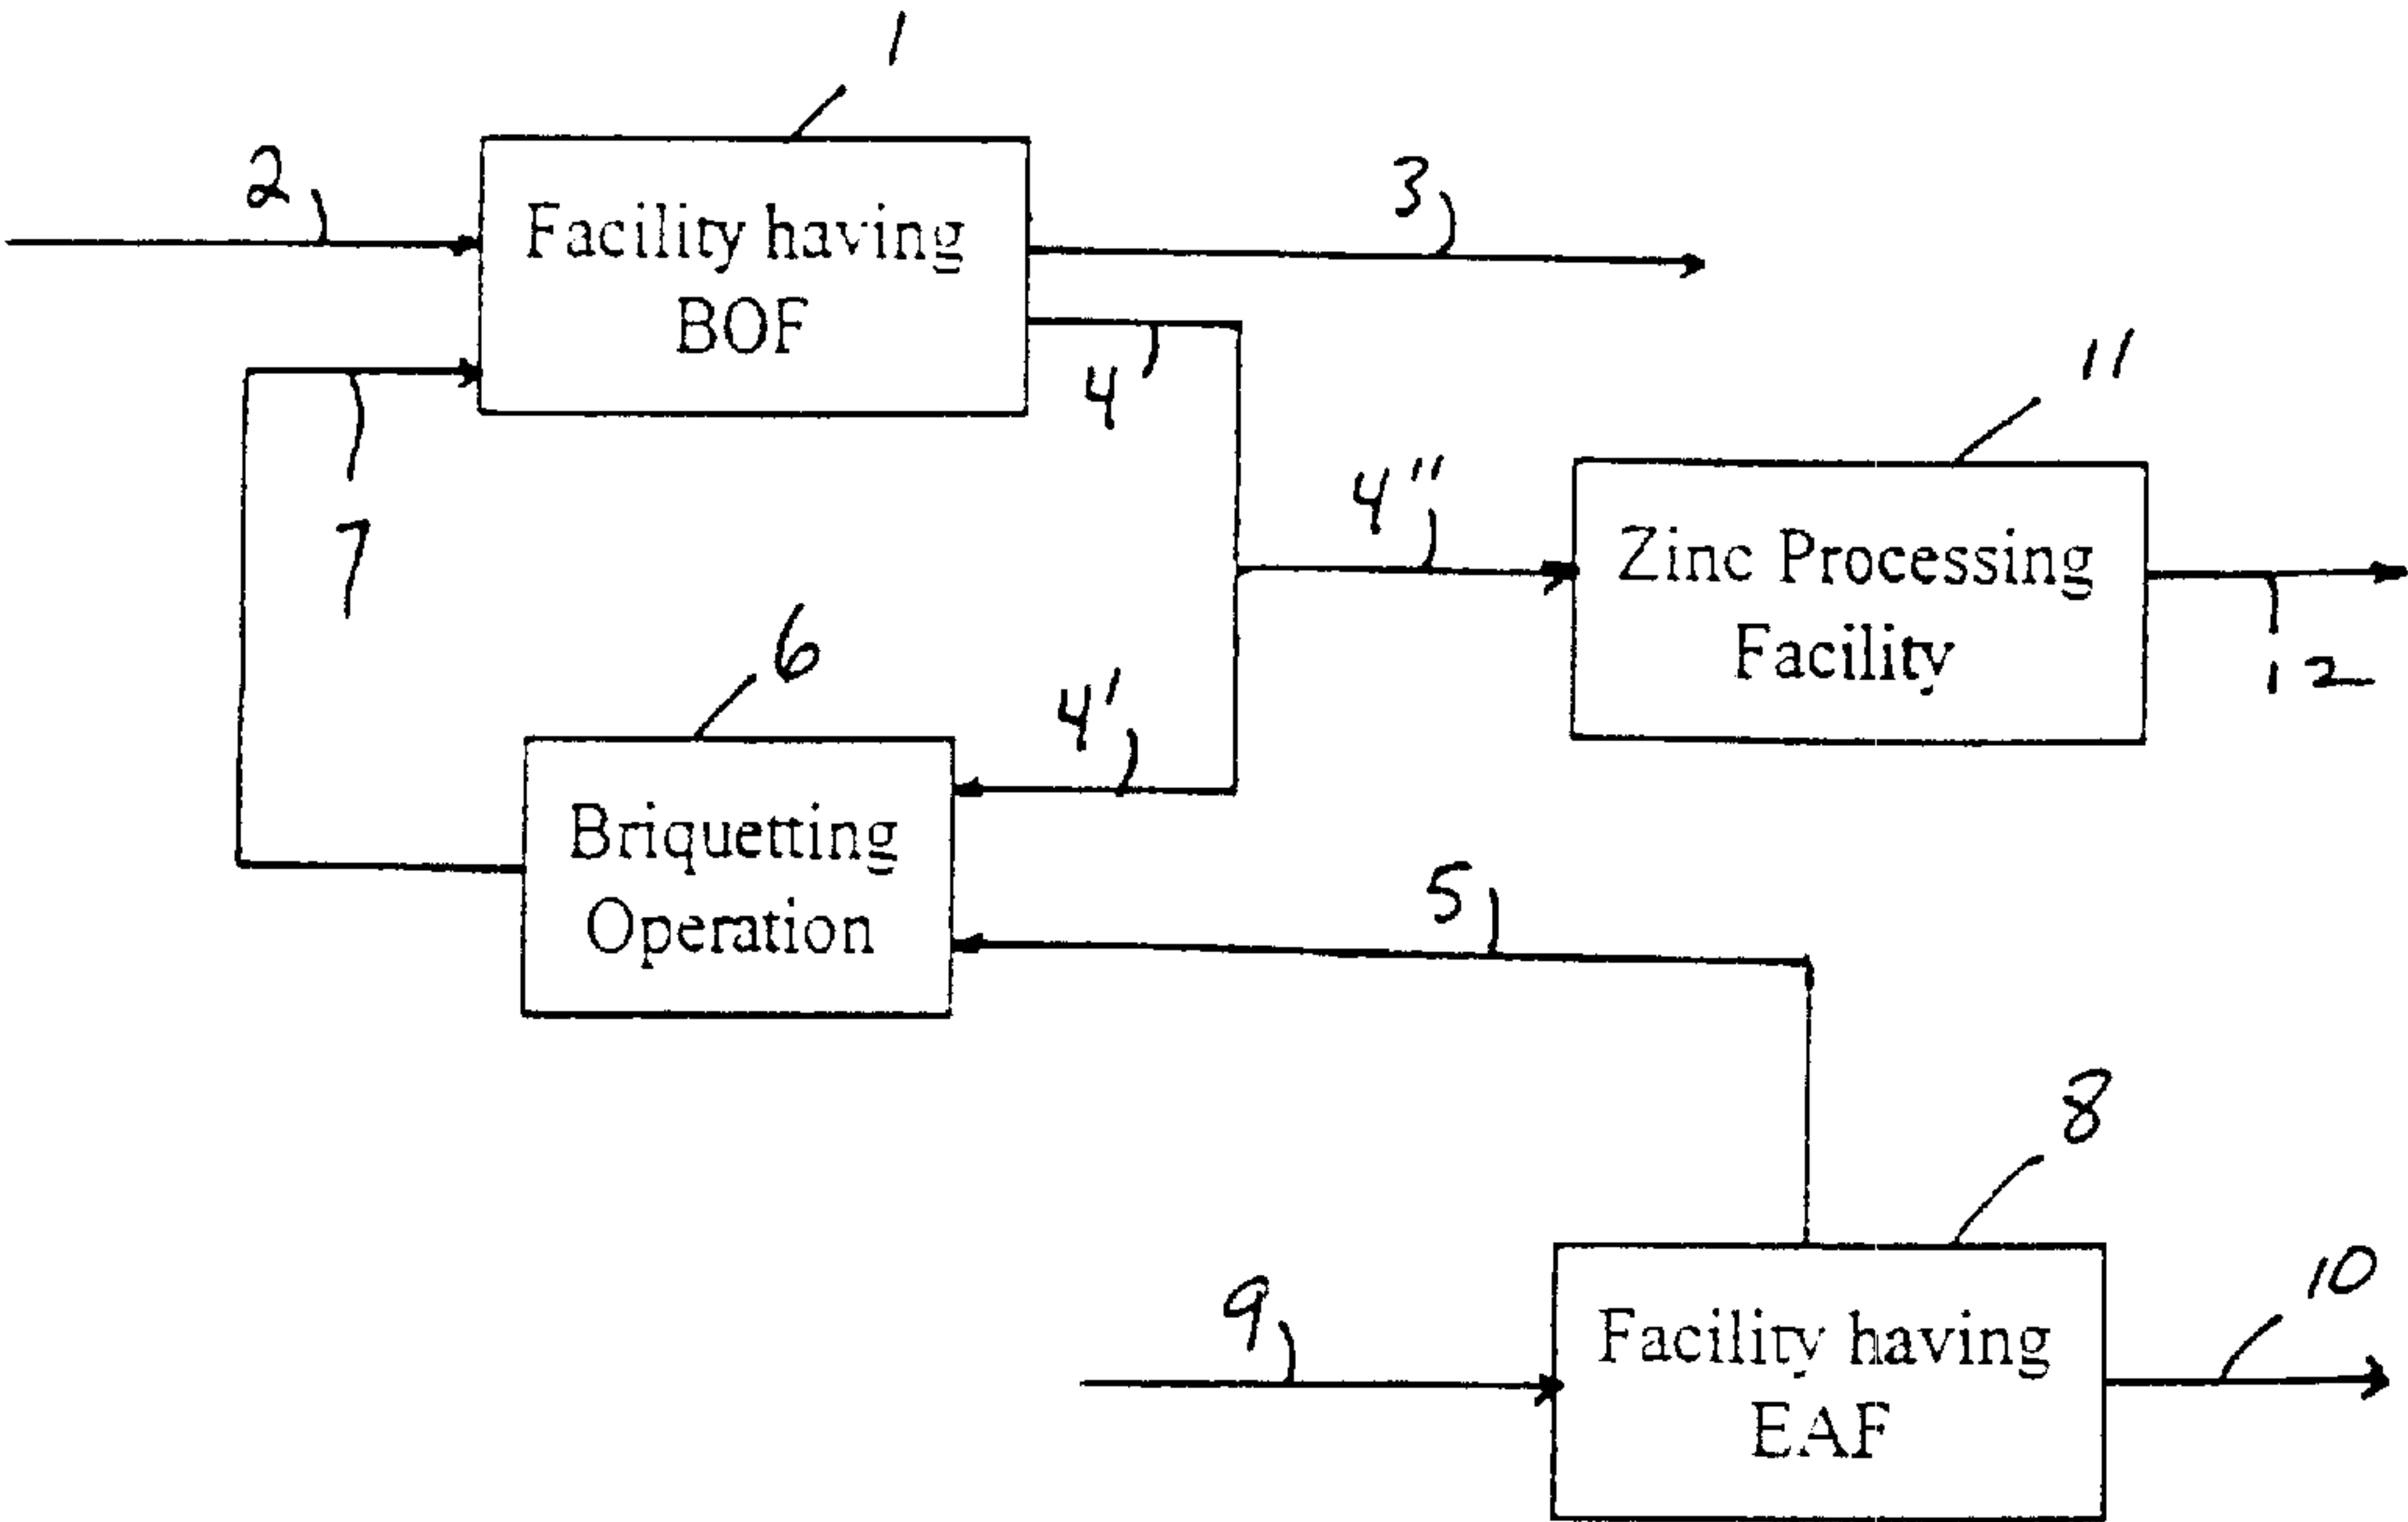 1
2
3
Facility having
BOF
4
11
7
4"
Zinc Processing
Facility
12
6
4'
Briquetting
Operation
5
8
9
10
Facility having
EAF